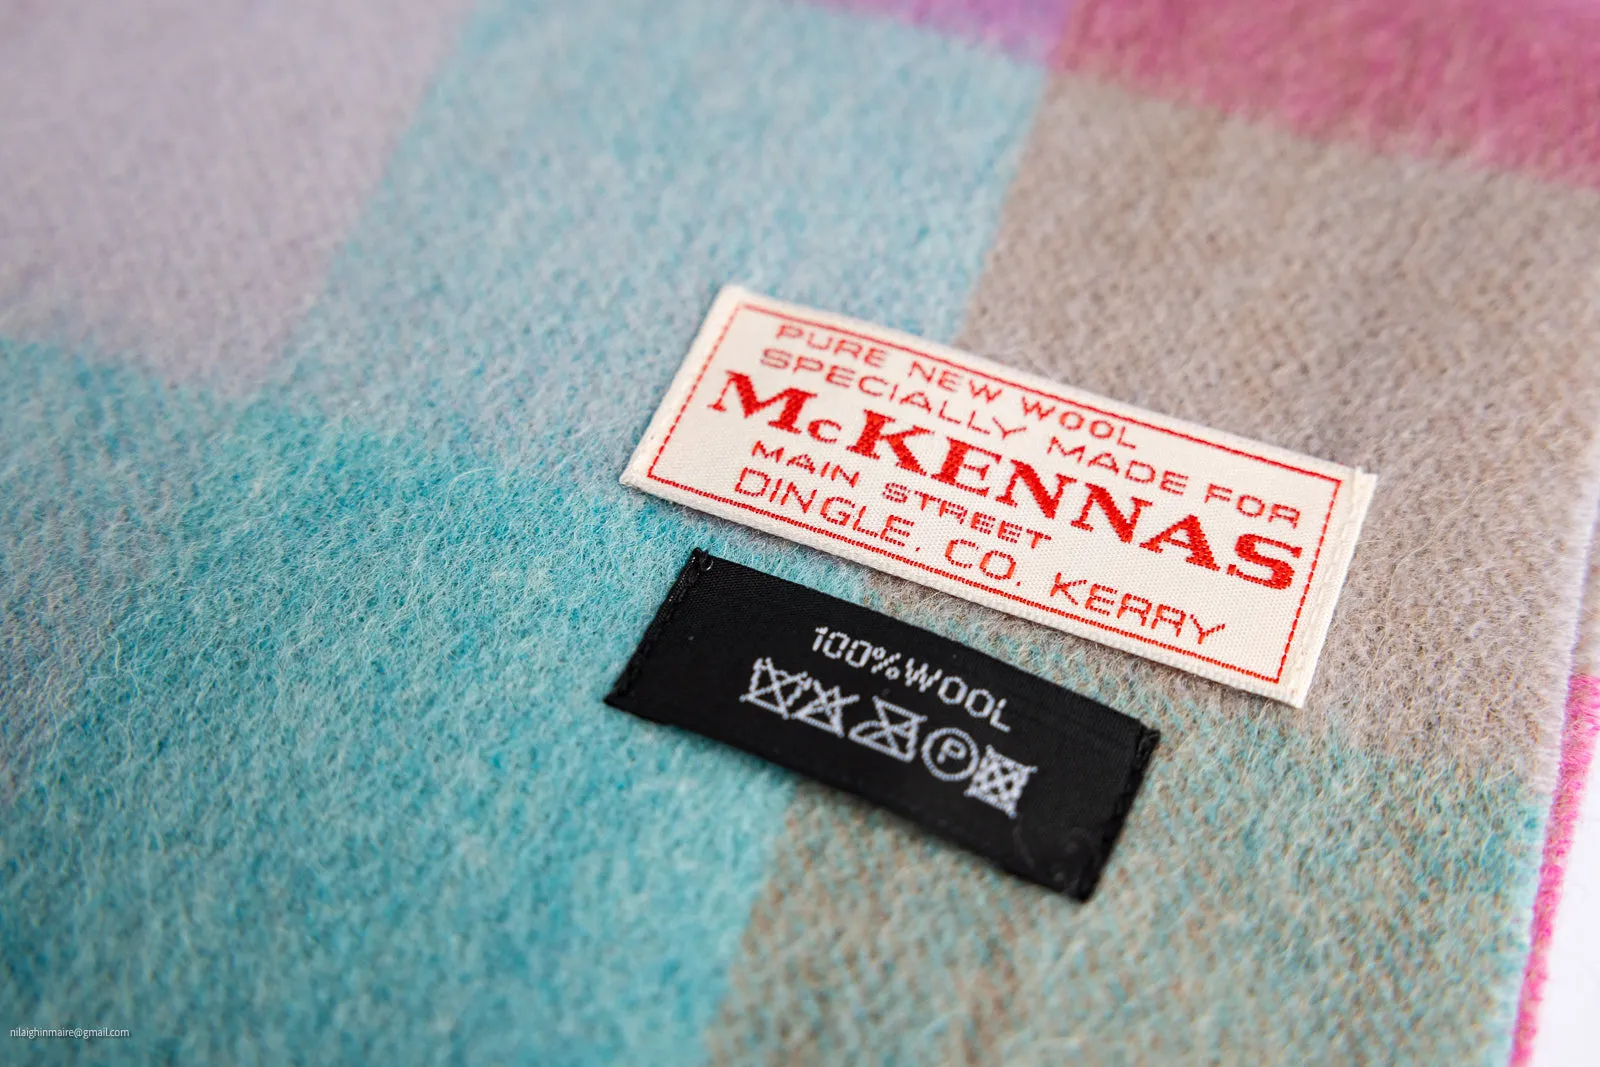 PURE NEW WOOL
SPECIALLY MADE FOR
McKENNAS
MAIN STREET
DINGLE, CO. KERRY
100% WOOL
P
nilaighinmaire@gmail.com